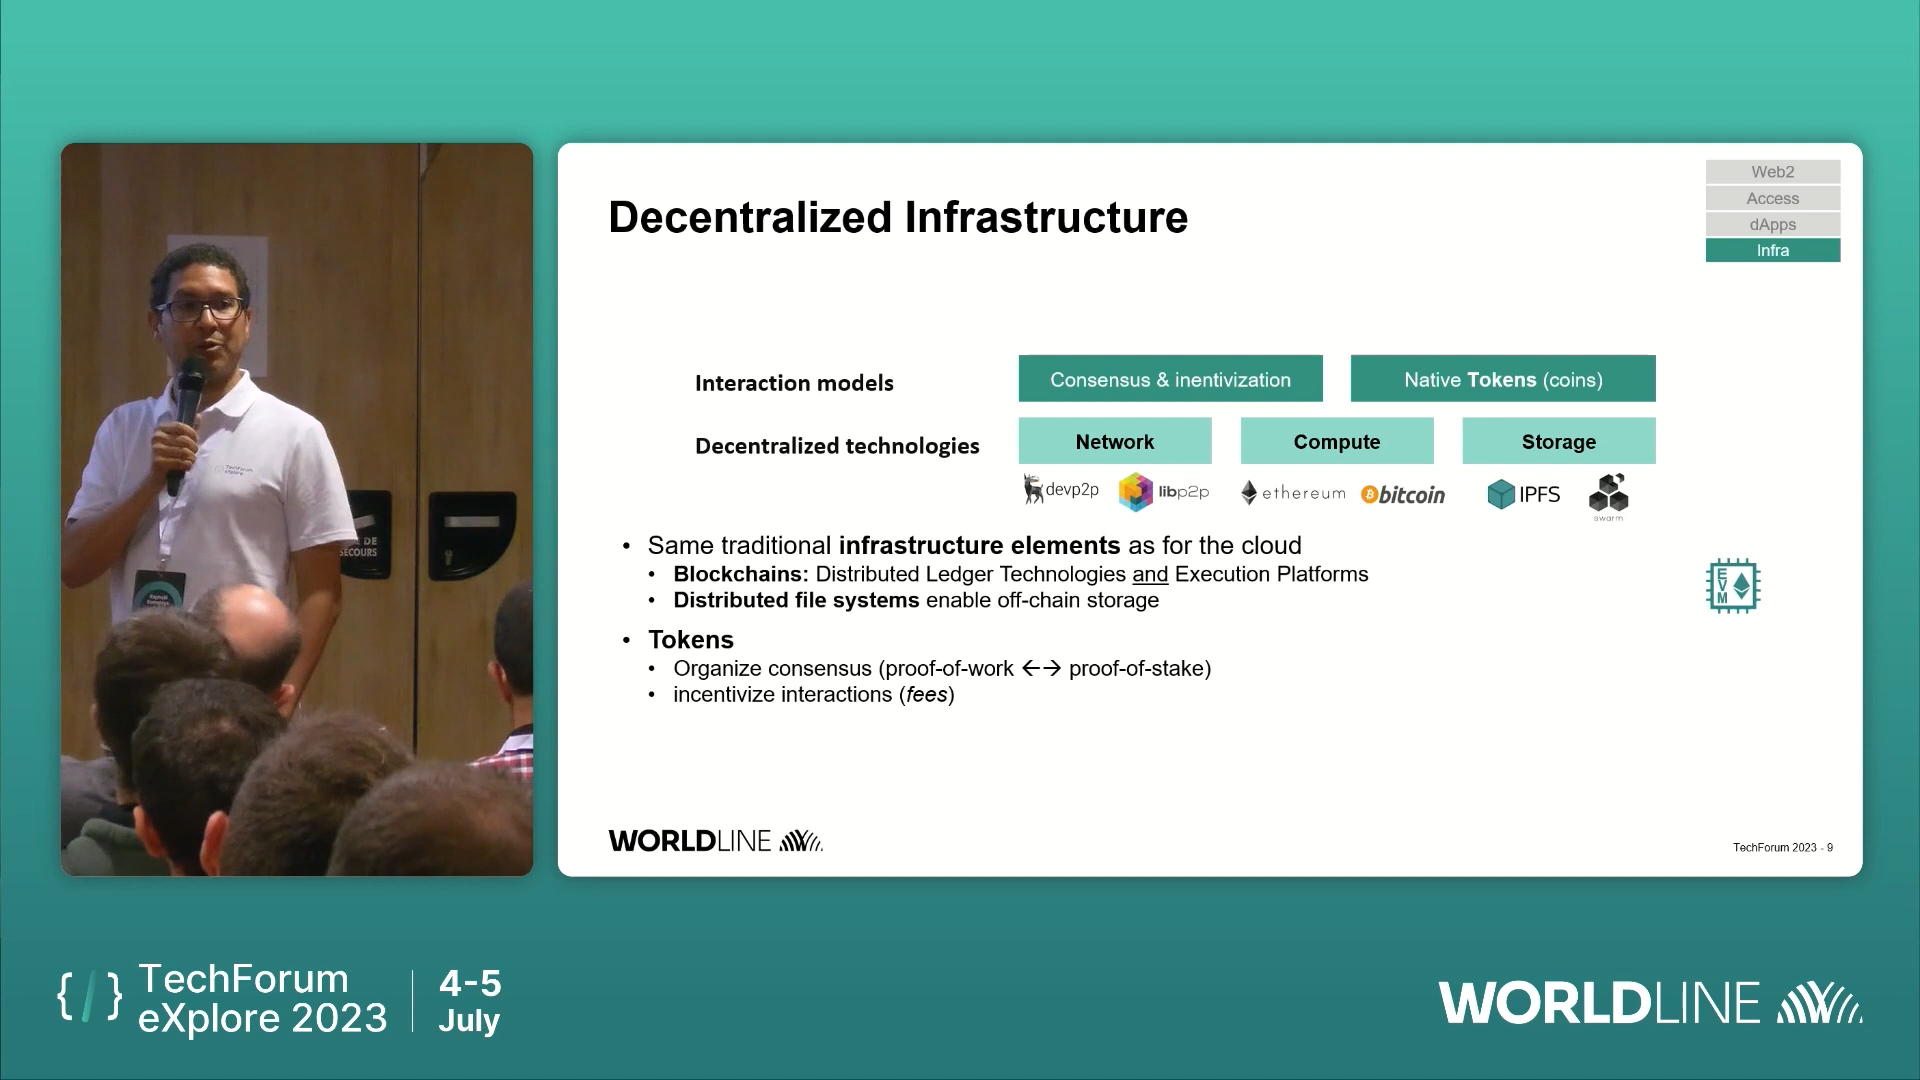 Web2
Access
dApps
Infra
Decentralized Infrastructure
Interaction models
Consensus & inentivization
Native Tokens (coins)
Decentralized technologies
Network
Compute
Storage
devp2p
libp2p
ethereum
bitcoin
IPFS
swarm
• Same traditional infrastructure elements as for the cloud
• Blockchains: Distributed Ledger Technologies and Execution Platforms
• Distributed file systems enable off-chain storage
EVM
• Tokens
• Organize consensus (proof-of-work ←→ proof-of-stake)
• incentivize interactions (fees)
WORLDLINE
TechForum 2023 - 9
TechForum
eXplore
DE
SECOURS
{/} TechForum
eXplore 2023
4-5
July
WORLDLINE